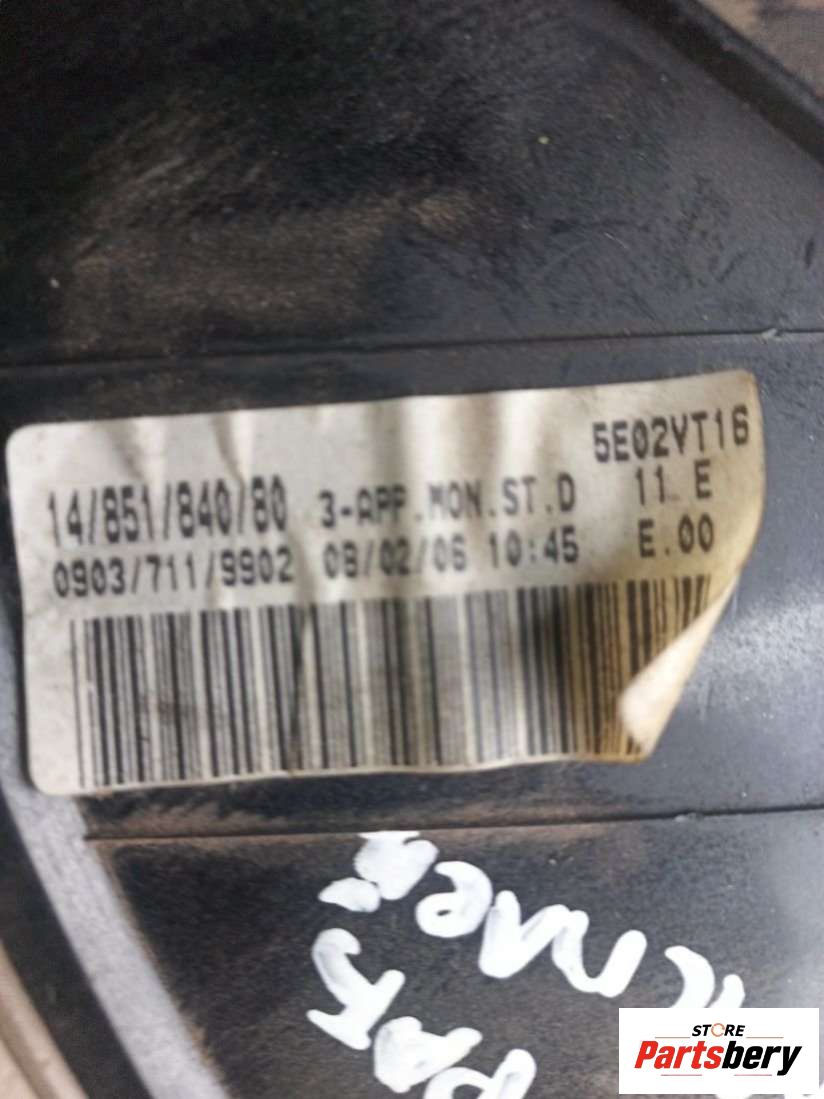 5E02VT16
14/851/840/80 3-APP.MON.ST.D 11 E
0903/711/9902 08/02/06 10:45 E.00
STORE
Partsbery